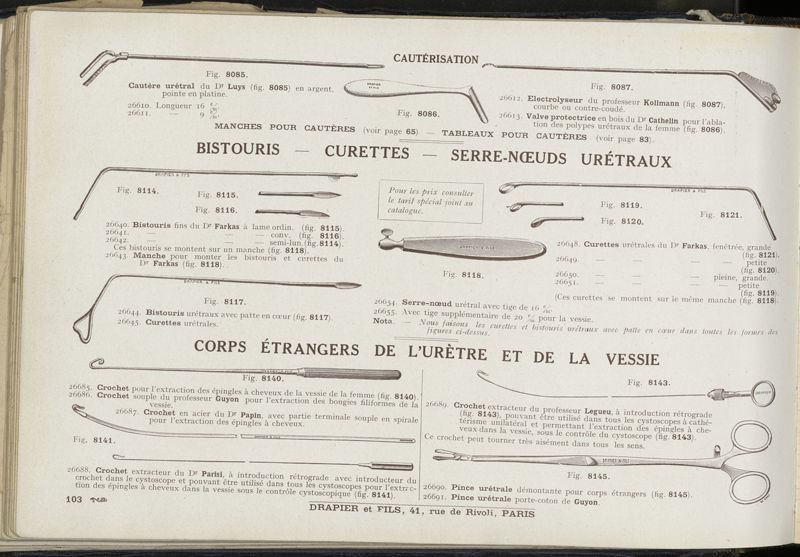 CAUTÉRISATION
Fig. 8085.
Cautère urétral du Dr Luys (fig. 8085) en argent,
pointe en platine.
26610. Longueur 16 c/m.
26611. — 9 c/m.
DRAPIER
Fig. 8086.
Fig. 8087.
26612. Electrolyseur du professeur Kollmann (fig. 8087),
courbe ou contre-coudé.
26613. Valve protectrice en bois du Dr Cathelin pour l'abla-
tion des polypes urétraux de la femme (fig. 8086).
MANCHES POUR CAUTÈRES (voir page 65) — TABLEAUX POUR CAUTÈRES (voir page 83).
BISTOURIS — CURETTES — SERRE-NŒUDS URÉTRAUX
DRAPIER & FILS
Fig. 8114.
Fig. 8115.
Fig. 8116.
26640. Bistouris fins du Dr Farkas à lame ordin. (fig. 8115).
26641. — — — — conv. (fig. 8116).
26642. — — — — semi-lun. (fig. 8114).
Ces bistouris se montent sur un manche (fig. 8118).
26643. Manche pour monter les bistouris et curettes du
Dr Farkas (fig. 8118).
DRAPIER & FILS
Fig. 8117.
26644. Bistouris urétraux avec patte en cœur (fig. 8117).
26645. Curettes urétrales.
Pour les prix consulter
le tarif spécial joint au
catalogue.
DRAPIER & FILS
Fig. 8118.
DRAPIER & FILS
Fig. 8119.
Fig. 8120.
Fig. 8121.
26648. Curettes urétrales du Dr Farkas, fenêtrée, grande
(fig. 8121).
26649. — — — — petite
(fig. 8120).
26650. — — — pleine, grande.
26651. — — — — petite
(fig. 8119).
(Ces curettes se montent sur le même manche (fig. 8118)
26654. Serre-nœud urétral avec tige de 16 c/m.
26655. Avec tige supplémentaire de 20 c/m pour la vessie.
Nota. — Nous faisons les curettes et bistouris urétraux avec patte en cœur dans toutes les formes des
figures ci-dessus.
CORPS ÉTRANGERS DE L'URÈTRE ET DE LA VESSIE
Fig. 8140.
26685. Crochet pour l'extraction des épingles à cheveux de la vessie de la femme (fig. 8140).
26686. Crochet souple du professeur Guyon pour l'extraction des bougies filiformes de la
vessie.
26687. Crochet en acier du Dr Papin, avec partie terminale souple en spirale
pour l'extraction des épingles à cheveux.
Fig. 8141.
26688. Crochet extracteur du Dr Parisi, à introduction rétrograde avec introducteur du
crochet dans le cystoscope et pouvant être utilisé dans tous les cystoscopes pour l'extrac-
tion des épingles à cheveux dans la vessie sous le contrôle cystoscopique (fig. 8141).
Fig. 8143.
DRAPIER
26689. Crochet extracteur du professeur Legueu, à introduction rétrograde
(fig. 8143), pouvant être utilisé dans tous les cystoscopes à cathé-
térisme unilatéral et permettant l'extraction des épingles à che-
veux dans la vessie, sous le contrôle du cystoscope (fig. 8143).
Ce crochet peut tourner très aisément dans tous les sens.
Fig. 8145.
26690. Pince urétrale démontante pour corps étrangers (fig. 8145).
26691. Pince urétrale porte-coton de Guyon.
103
DRAPIER et FILS, 41, rue de Rivoli, PARIS